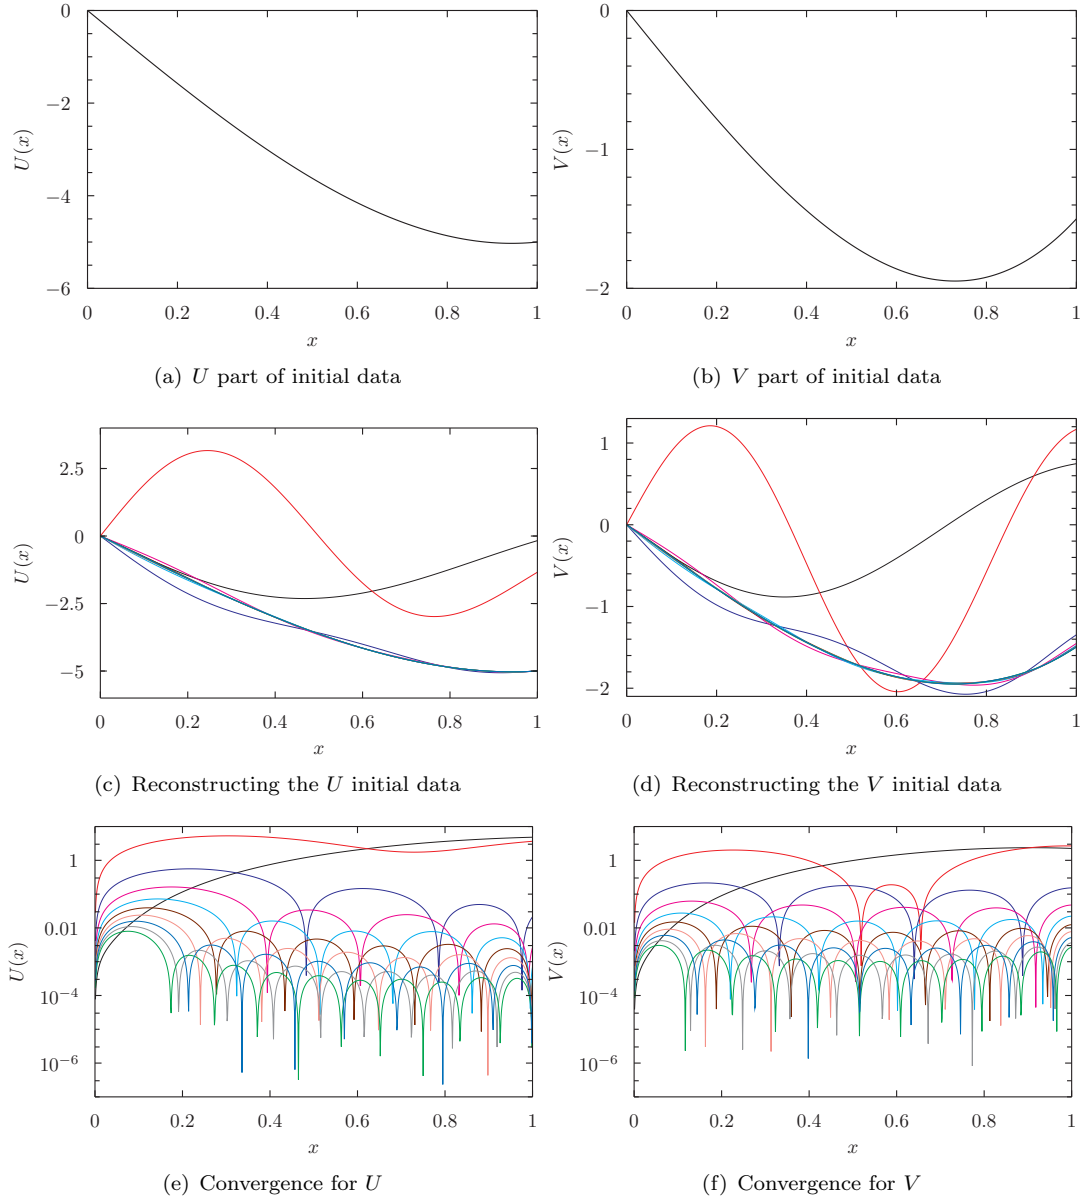 0
−2
−4
−6
U(x)
0 0.2 0.4 0.6 0.8 1
x
(a) U part of initial data
0
−1
−2
V(x)
0 0.2 0.4 0.6 0.8 1
x
(b) V part of initial data
2.5
0
−2.5
−5
U(x)
0 0.2 0.4 0.6 0.8 1
x
(c) Reconstructing the U initial data
1
0
−1
−2
V(x)
0 0.2 0.4 0.6 0.8 1
x
(d) Reconstructing the V initial data
1
0.01
10⁻⁴
10⁻⁶
U(x)
0 0.2 0.4 0.6 0.8 1
x
(e) Convergence for U
1
0.01
10⁻⁴
10⁻⁶
V(x)
0 0.2 0.4 0.6 0.8 1
x
(f) Convergence for V